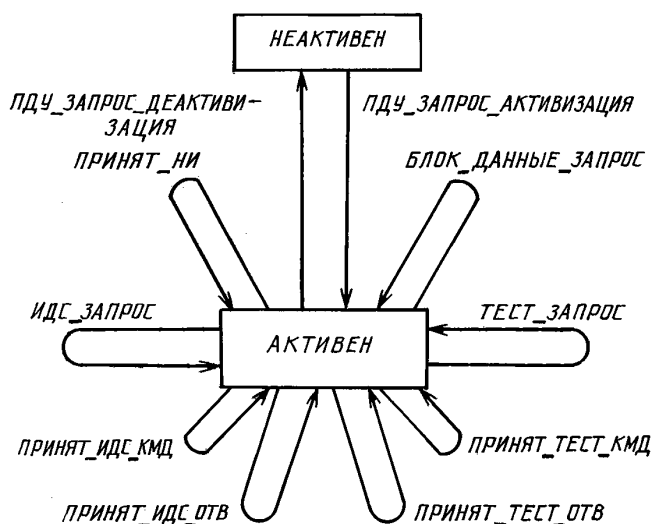 НЕАКТИВЕН
ПДУ_ЗАПРОС_ДЕАКТИВИ-
ЗАЦИЯ
ПДУ_ЗАПРОС_АКТИВИЗАЦИЯ
ПРИНЯТ_НИ
БЛОК_ДАННЫЕ_ЗАПРОС
ИДС_ЗАПРОС
ТЕСТ_ЗАПРОС
АКТИВЕН
ПРИНЯТ_ИДС_КМД
ПРИНЯТ_ТЕСТ_КМД
ПРИНЯТ_ИДС_ОТВ
ПРИНЯТ_ТЕСТ_ОТВ